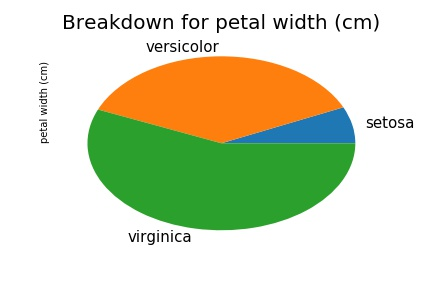 Breakdown for petal width (cm)
versicolor
petal width (cm)
setosa
virginica